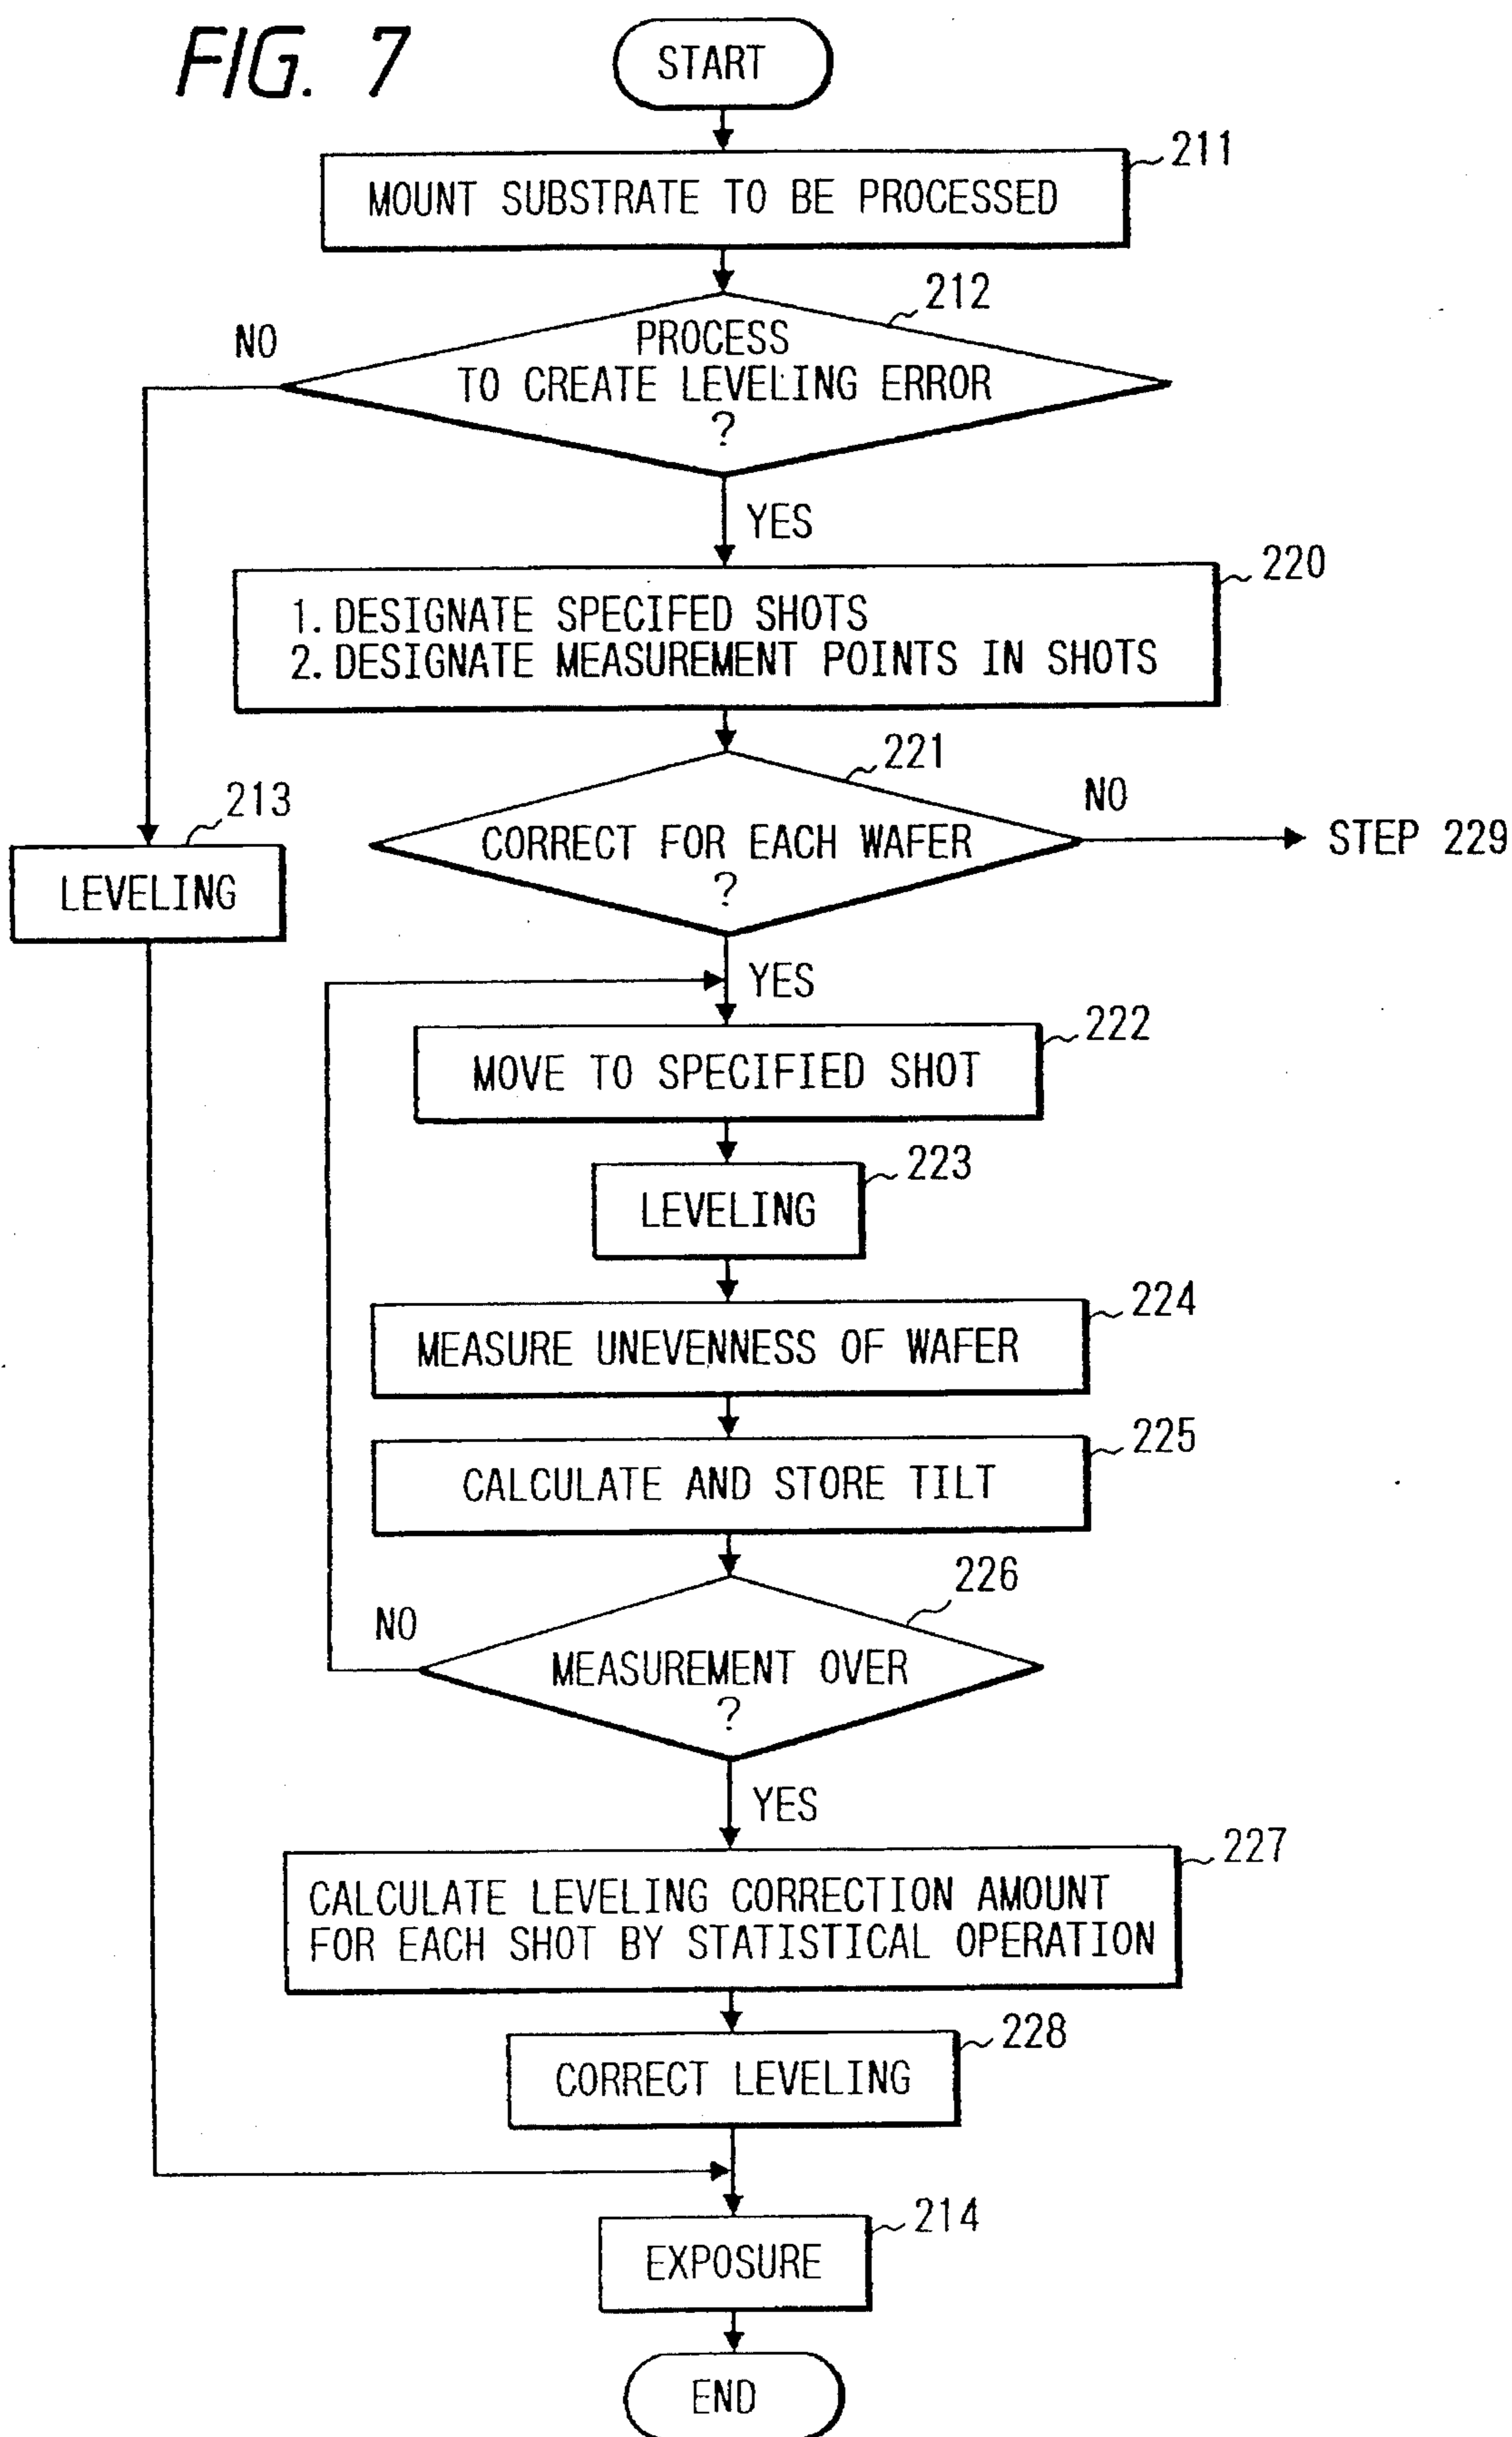 FIG. 7
START
211
MOUNT SUBSTRATE TO BE PROCESSED
212
NO
PROCESS
TO CREATE LEVELING ERROR
?
YES
220
1. DESIGNATE SPECIFED SHOTS
2. DESIGNATE MEASUREMENT POINTS IN SHOTS
221
NO
CORRECT FOR EACH WAFER
?
STEP 229
213
LEVELING
YES
222
MOVE TO SPECIFIED SHOT
223
LEVELING
224
MEASURE UNEVENNESS OF WAFER
225
CALCULATE AND STORE TILT
226
NO
MEASUREMENT OVER
?
YES
227
CALCULATE LEVELING CORRECTION AMOUNT
FOR EACH SHOT BY STATISTICAL OPERATION
228
CORRECT LEVELING
214
EXPOSURE
END